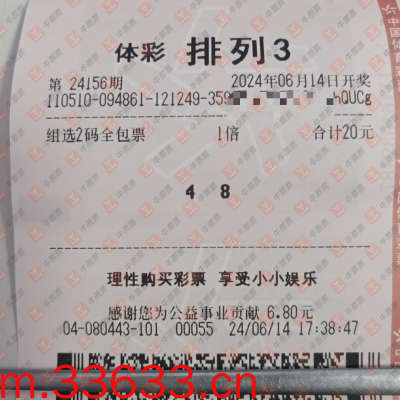 体彩 排列3
第 24156期 2024年06月14日开奖
110510-094861-121249-359 hQUCg
组选2码全包票 1倍 合计20元
4 8
理性购买彩票 享受小小娱乐
感谢您为公益事业贡献 6.80元
04-080443-101 00055 24/06/14 17:38:47
m.33633.cn